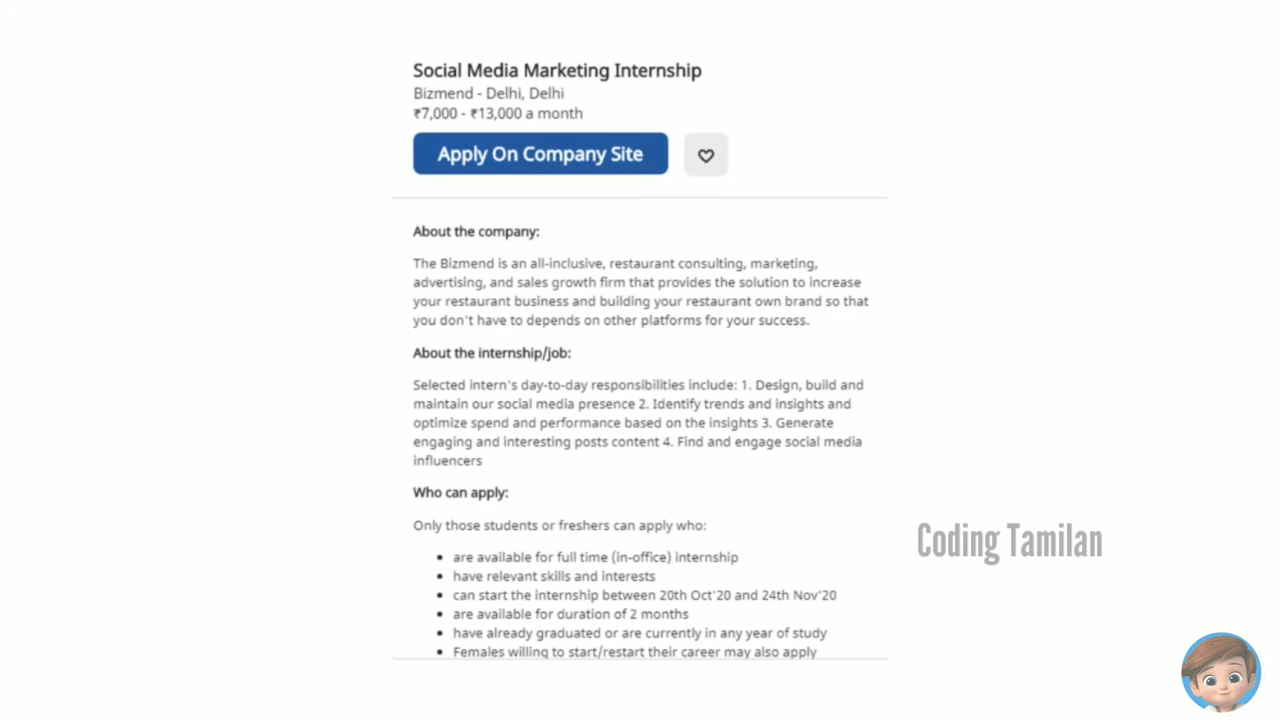 Social Media Marketing Internship
Bizmend - Delhi, Delhi
₹7,000 - ₹13,000 a month
Apply On Company Site
About the company:
The Bizmend is an all-inclusive, restaurant consulting, marketing,
advertising, and sales growth firm that provides the solution to increase
your restaurant business and building your restaurant own brand so that
you don't have to depends on other platforms for your success.
About the internship/job:
Selected intern's day-to-day responsibilities include: 1. Design, build and
maintain our social media presence 2. Identify trends and insights and
optimize spend and performance based on the insights 3. Generate
engaging and interesting posts content 4. Find and engage social media
influencers
Who can apply:
Only those students or freshers can apply who:
• are available for full time (in-office) internship
• have relevant skills and interests
• can start the internship between 20th Oct'20 and 24th Nov'20
• are available for duration of 2 months
• have already graduated or are currently in any year of study
• Females willing to start/restart their career may also apply
Coding Tamilan